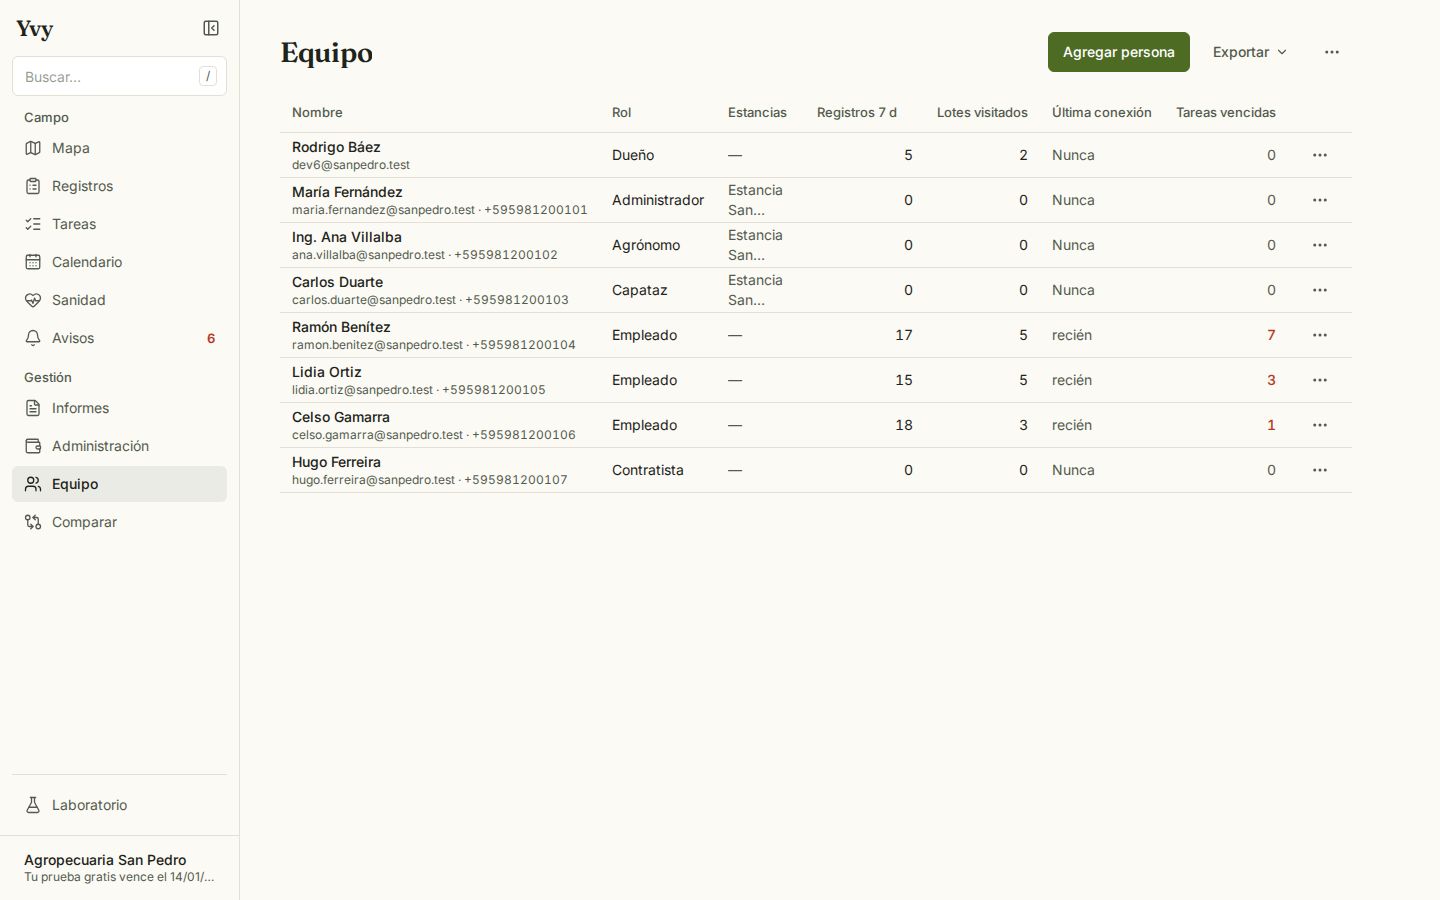 Yvy
Buscar... /
Campo
Mapa
Registros
Tareas
Calendario
Sanidad
Avisos 6
Gestión
Informes
Administración
Equipo
Comparar
Laboratorio
Agropecuaria San Pedro
Tu prueba gratis vence el 14/01/...
Equipo
Agregar persona
Exportar
Nombre Rol Estancias Registros 7 d Lotes visitados Última conexión Tareas vencidas
Rodrigo Báez
dev6@sanpedro.test
Dueño — 5 2 Nunca 0
María Fernández
maria.fernandez@sanpedro.test · +595981200101
Administrador
Estancia
San...
0 0 Nunca 0
Ing. Ana Villalba
ana.villalba@sanpedro.test · +595981200102
Agrónomo
Estancia
San...
0 0 Nunca 0
Carlos Duarte
carlos.duarte@sanpedro.test · +595981200103
Capataz
Estancia
San...
0 0 Nunca 0
Ramón Benítez
ramon.benitez@sanpedro.test · +595981200104
Empleado — 17 5 recién 7
Lidia Ortiz
lidia.ortiz@sanpedro.test · +595981200105
Empleado — 15 5 recién 3
Celso Gamarra
celso.gamarra@sanpedro.test · +595981200106
Empleado — 18 3 recién 1
Hugo Ferreira
hugo.ferreira@sanpedro.test · +595981200107
Contratista — 0 0 Nunca 0